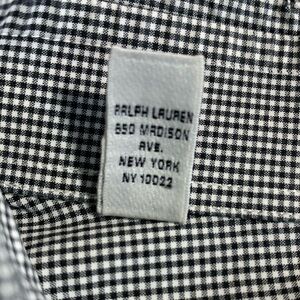 RALPH LAUREN
650 MADISON
AVE.
NEW YORK
NY 10022